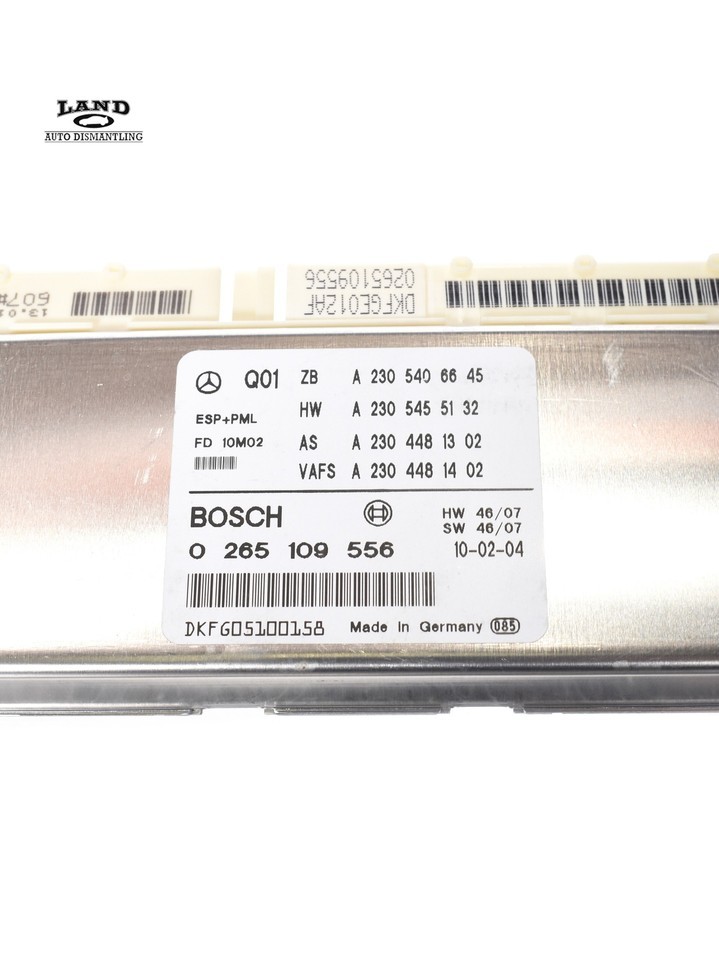 LAND
AUTO DISMANTLING
607#
13.01
0265109556
DKFGE012AF
Q01 ZB A 230 540 66 45
ESP+PML HW A 230 545 51 32
FD 10M02 AS A 230 448 13 02
VAFS A 230 448 14 02
BOSCH HW 46/07
SW 46/07
0 265 109 556 10-02-04
DKFG05100158 Made in Germany 085